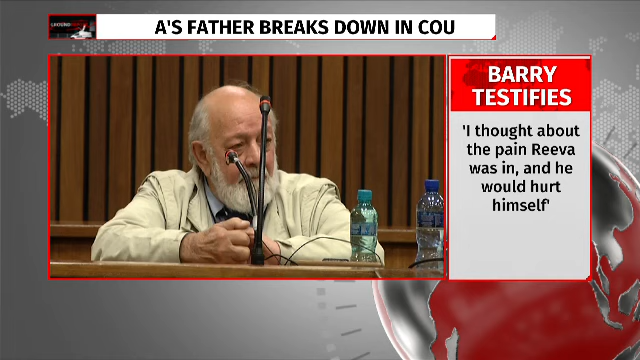 A'S FATHER BREAKS DOWN IN COU
BARRY
TESTIFIES
'I thought about
the pain Reeva
was in, and he
would hurt
himself'